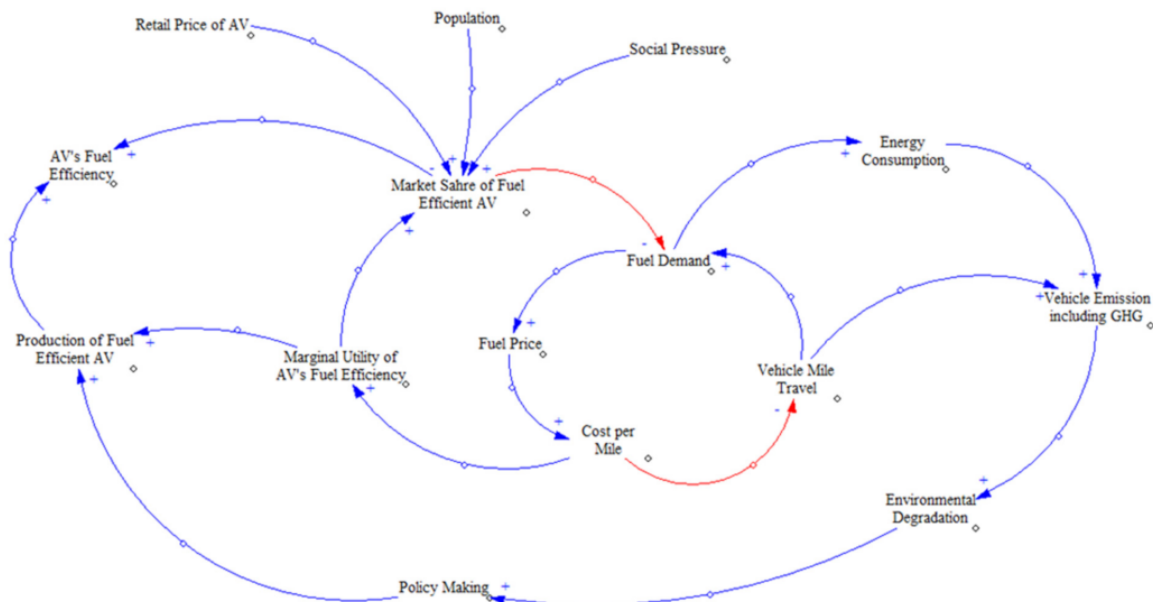 Retail Price of AV
Population
Social Pressure
AV's Fuel
Efficiency
+
+
-
+
+
Market Sahre of Fuel
Efficient AV
+
Energy
Consumption
+
-
Fuel Demand
+
+
+
Vehicle Emission
including GHG
Production of Fuel
Efficient AV
+
+
Marginal Utility of
AV's Fuel Efficiency
+
+
Fuel Price
Vehicle Mile
Travel
-
+
Cost per
Mile
+
Environmental
Degradation
Policy Making
+